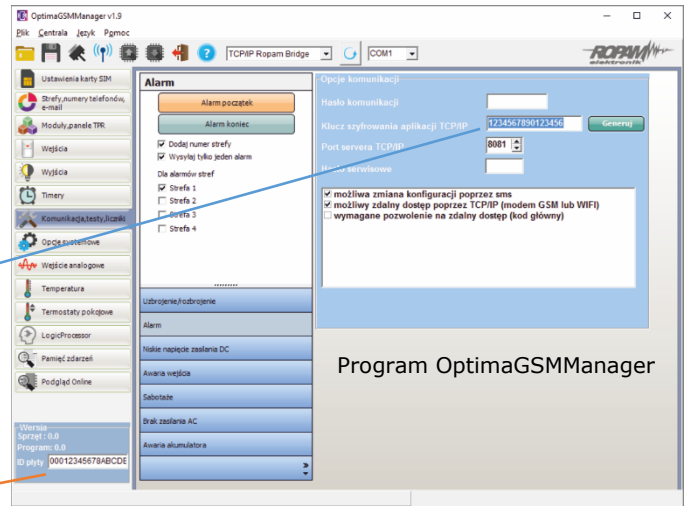 OptimaGSMManager v1.9
Plik Centrala Język Pomoc
TCP/IP Ropam Bridge
COM1
ROPAM
elektronik
Ustawienia karty SIM
Strefy,numery telefonów,
e-mail
Moduły,panele TPR
Wejścia
Wyjścia
Timery
Komunikacja,testy,liczniki
Opcje systemowe
Wejście analogowe
Temperatura
Termostaty pokojowe
LogicProcessor
Pamięć zdarzeń
Podgląd Online
Wersja
Sprzęt : 0.0
Program: 0.0
ID płyty 00012345678ABCDE
Alarm
Alarm początek
Alarm koniec
Dodaj numer strefy
Wysyłaj tylko jeden alarm
Dla alarmów stref
Strefa 1
Strefa 2
Strefa 3
Strefa 4
Uzbrojenie/rozbrojenie
Alarm
Niskie napięcie zasilania DC
Awaria wejścia
Sabotaże
Brak zasilania AC
Awaria akumulatora
Opcje komunikacji
Hasło komunikacji
Klucz szyfrowania aplikacji TCP/IP 1234567890123456 Generuj
Port servera TCP/IP 8081
serwisowe
możliwa zmiana konfiguracji poprzez sms
możliwy zdalny dostęp poprzez TCP/IP (modem GSM lub WIFI)
wymagane pozwolenie na zdalny dostęp (kod główny)
Program OptimaGSMManager